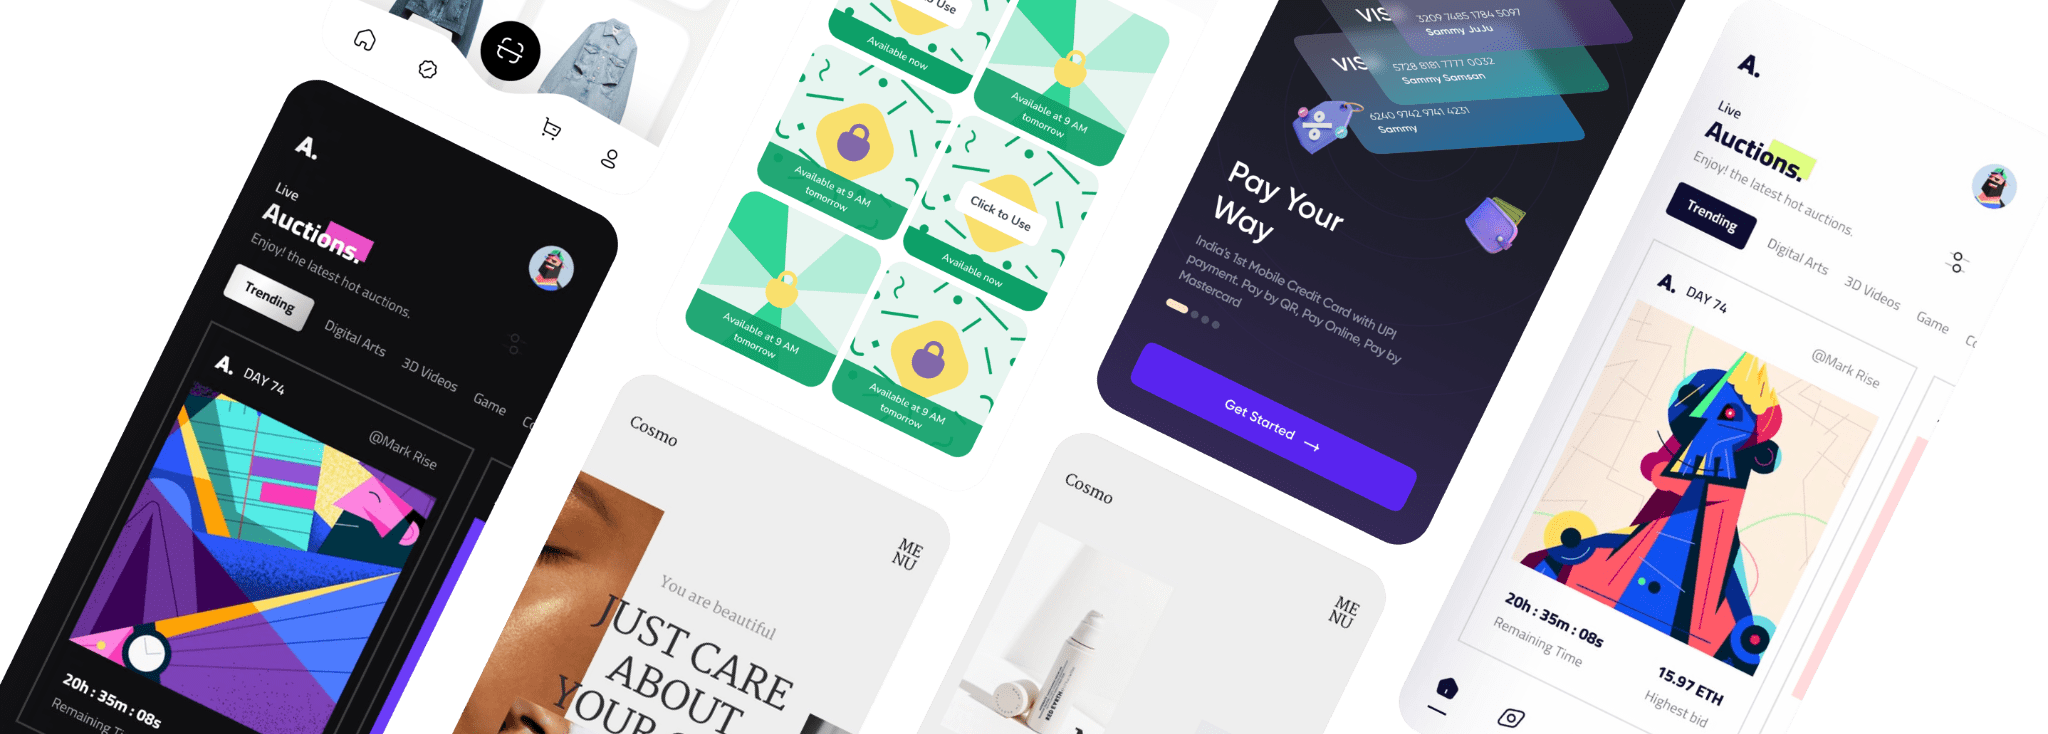 A.
Live
Auctions.
Enjoy! the latest hot auctions.
Trending
Digital Arts
3D Videos
Game
A. DAY 74
@Mark Rise
20h : 35m : 08s
Remaining
to Use
Available now
Available at 9 AM
tomorrow
Available at 9 AM
tomorrow
Click to Use
Available now
Available at 9 AM
tomorrow
Available at 9 AM
tomorrow
Cosmo
ME
NU
You are beautiful
JUST CARE
ABOUT
YOUR
VIS
3209 7485 1784 5097
Sammy JuJu
VIS
5728 8181 7777 0032
Sammy Samsan
6240 9742 9741 4231
Sammy
Pay Your
Way
India's 1st Mobile Credit Card with UPI
payment. Pay by QR, Pay Online, Pay by
Mastercard
Get Started
Cosmo
ME
NU
A.
Live
Auctions.
Enjoy! the latest hot auctions.
Trending
Digital Arts
3D Videos
Game
A. DAY 74
@Mark Rise
20h : 35m : 08s
Remaining Time
15.97 ETH
Highest bid